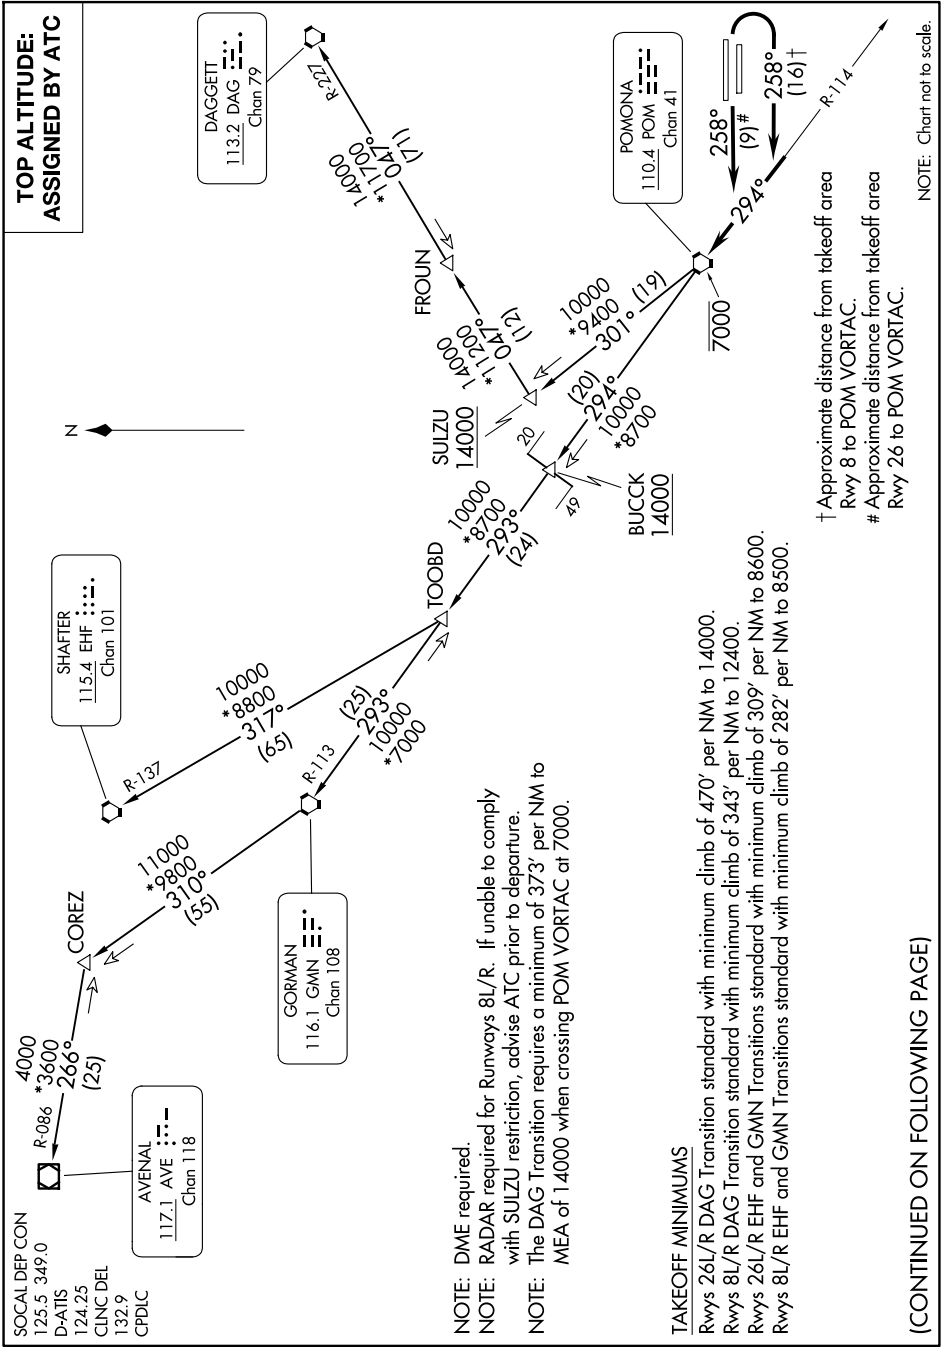 TOP ALTITUDE:
ASSIGNED BY ATC
SOCAL DEP CON
125.5 349.0
D-ATIS
124.25
CLNC DEL
132.9
CPDLC
AVENAL
117.1 AVE
Chan 118
R-086
4000
*3600
266°
(25)
COREZ
11000
*9800
310°
(55)
GORMAN
116.1 GMN
Chan 108
SHAFTER
115.4 EHF
Chan 101
R-137
10000
*8800
317°
(65)
R-113
(25)
293°
10000
*7000
TOOBD
10000
*8700
293°
(24)
N
BUCCK
14000
20
49
SULZU
14000
(20)
294°
10000
*8700
10000
*9400
301°
(19)
14000
*11200
047°
(12)
FROUN
14000
*11700
047°
(71)
R-227
DAGGETT
113.2 DAG
Chan 79
POMONA
110.4 POM
Chan 41
7000
294°
258°
(9)#
258°
(16)†
R-114
† Approximate distance from takeoff area
Rwy 8 to POM VORTAC.
# Approximate distance from takeoff area
Rwy 26 to POM VORTAC.
NOTE: Chart not to scale.
NOTE: DME required.
NOTE: RADAR required for Runways 8L/R. If unable to comply
with SULZU restriction, advise ATC prior to departure.
NOTE: The DAG Transition requires a minimum of 373' per NM to
MEA of 14000 when crossing POM VORTAC at 7000.
TAKEOFF MINIMUMS
Rwys 26L/R DAG Transition standard with minimum climb of 470' per NM to 14000.
Rwys 8L/R DAG Transition standard with minimum climb of 343' per NM to 12400.
Rwys 26L/R EHF and GMN Transitions standard with minimum climb of 309' per NM to 8600.
Rwys 8L/R EHF and GMN Transitions standard with minimum climb of 282' per NM to 8500.
(CONTINUED ON FOLLOWING PAGE)